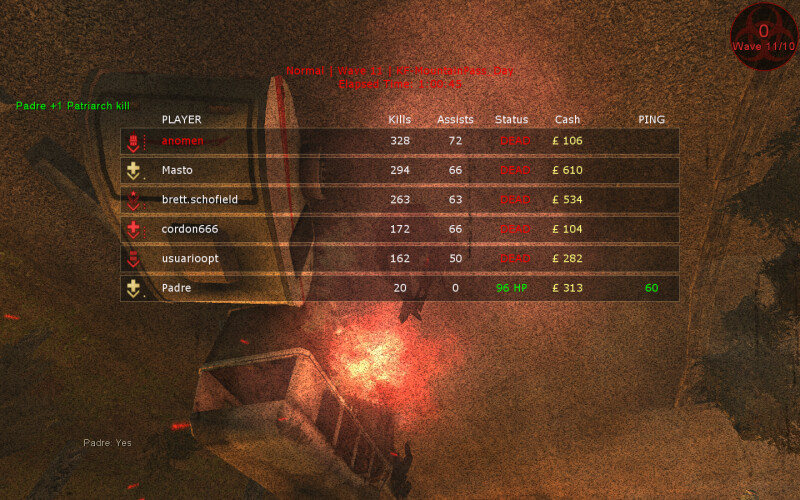 0
Wave 11/10
Normal | Wave 11 |
Elapsed Time
Padre +1 Patriarch kill
PLAYER Kills Assists Status Cash PING
anomen 328 72 DEAD £ 106
Masto 294 66 DEAD £ 610
brett.schofield 263 63 DEAD £ 534
cordon666 172 66 DEAD £ 104
usuarioopt 162 50 DEAD £ 282
Padre 20 0 96 HP £ 313 60
Padre: Yes